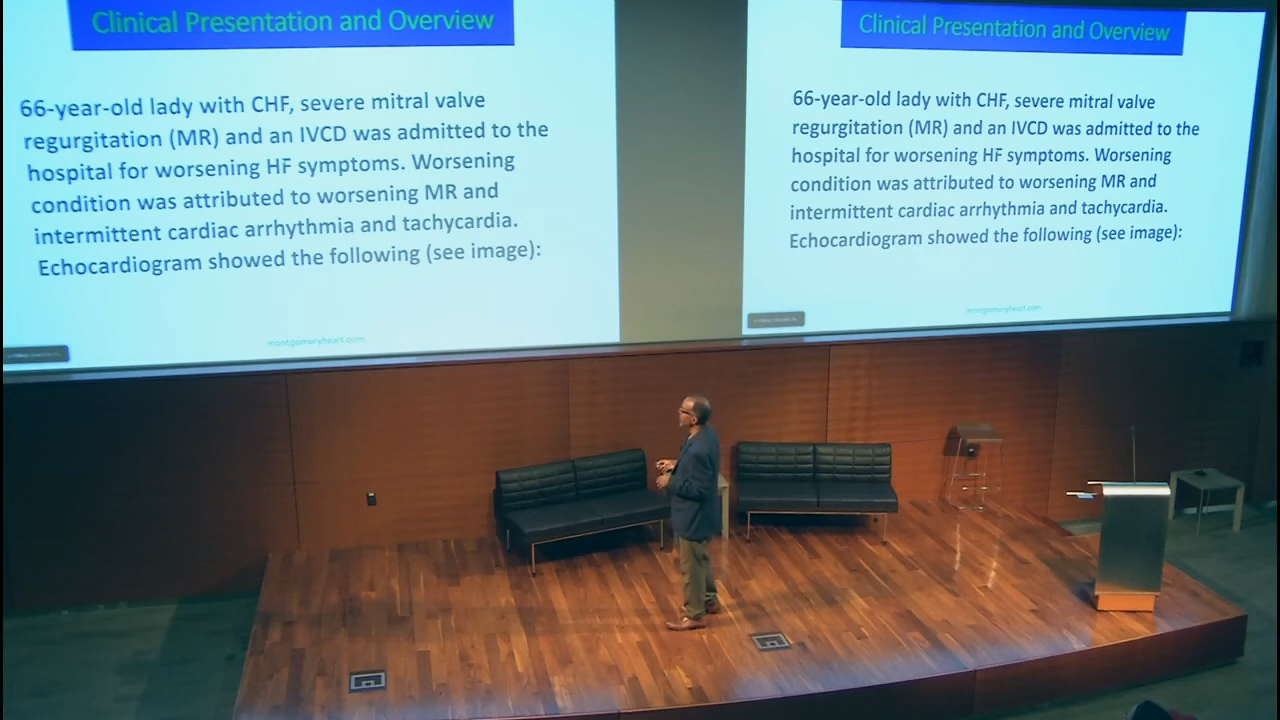 Clinical Presentation and Overview
66-year-old lady with CHF, severe mitral valve
regurgitation (MR) and an IVCD was admitted to the
hospital for worsening HF symptoms. Worsening
condition was attributed to worsening MR and
intermittent cardiac arrhythmia and tachycardia.
Echocardiogram showed the following (see image):
montgomeryheart.com
Clinical Presentation and Overview
66-year-old lady with CHF, severe mitral valve
regurgitation (MR) and an IVCD was admitted to the
hospital for worsening HF symptoms. Worsening
condition was attributed to worsening MR and
intermittent cardiac arrhythmia and tachycardia.
Echocardiogram showed the following (see image):
montgomeryheart.com